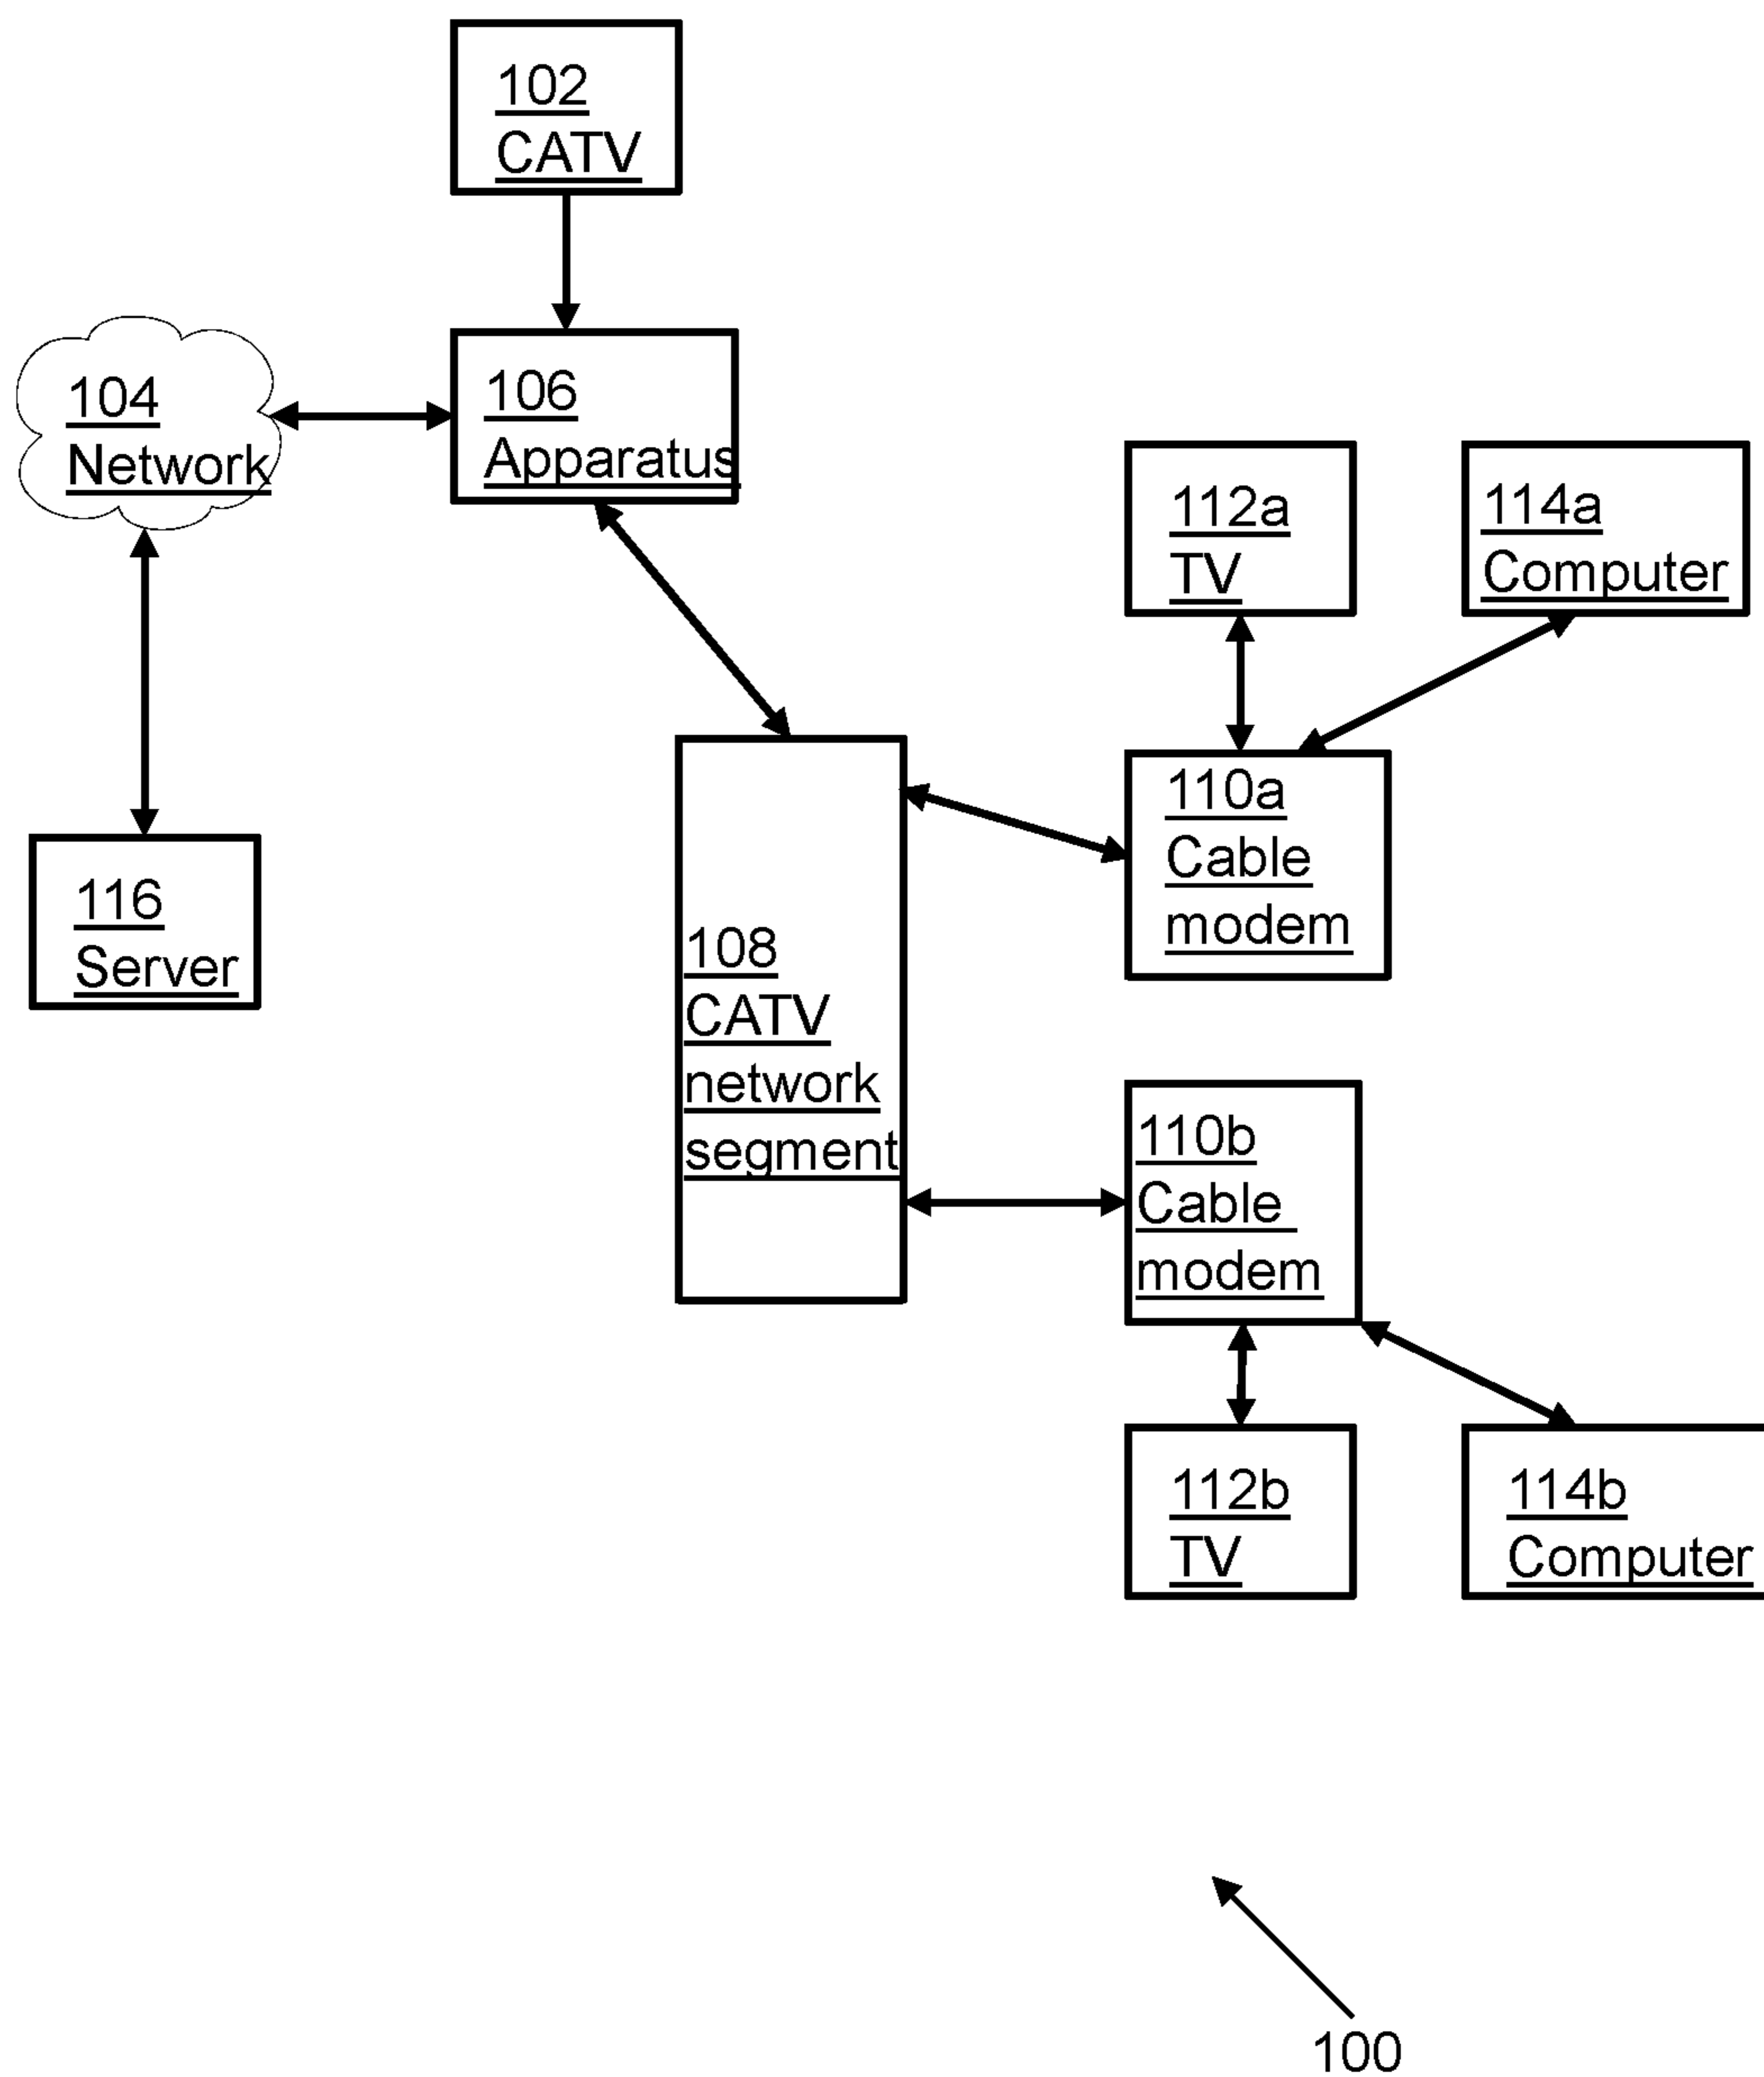 102
CATV
104
Network
106
Apparatus
112a
TV
114a
Computer
110a
Cable
modem
116
Server
108
CATV
network
segment
110b
Cable
modem
112b
TV
114b
Computer
100